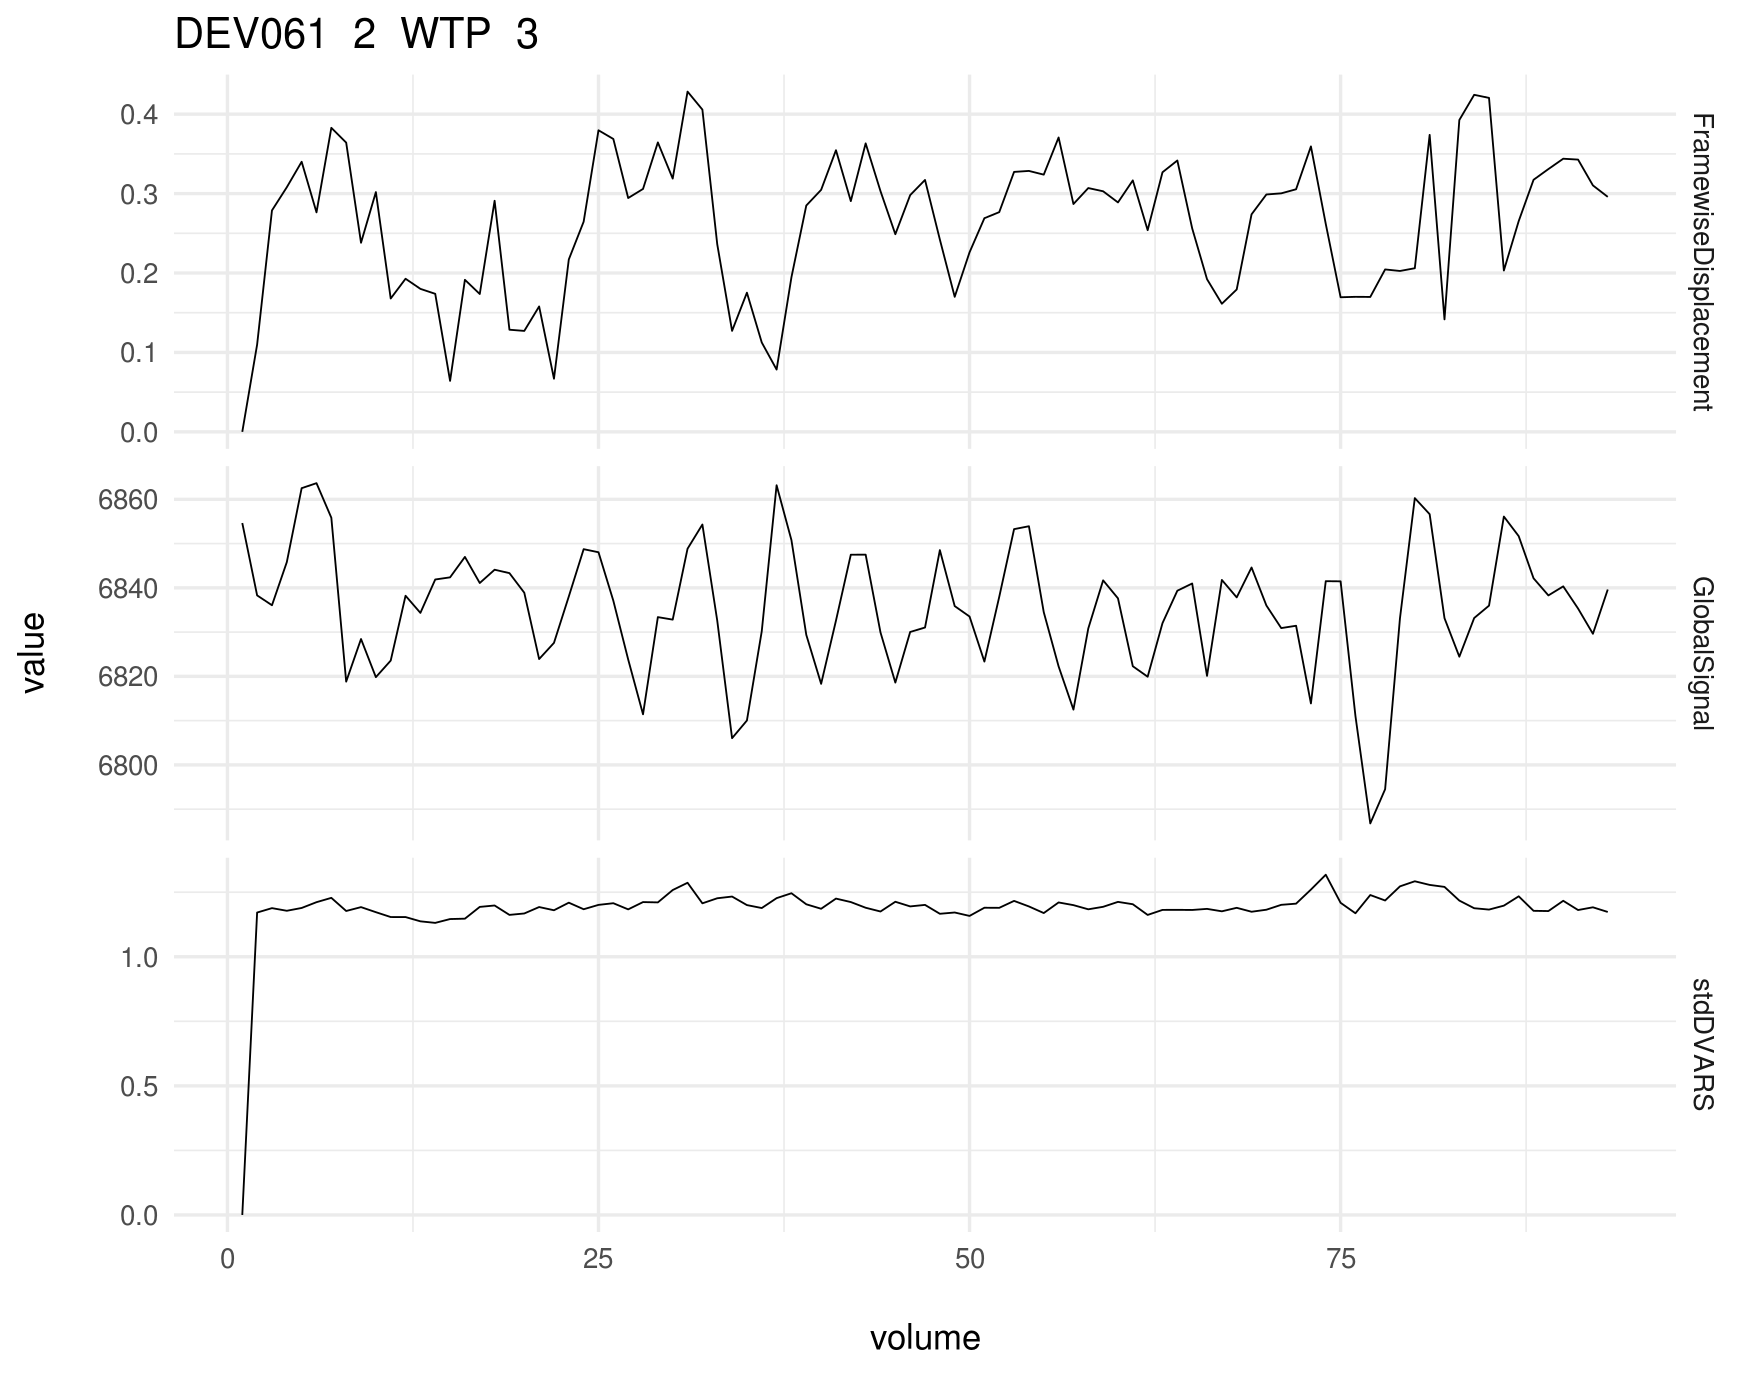 DEV061 2 WTP 3
0.4
0.3
0.2
0.1
0.0
FramewiseDisplacement
6860
6840
6820
6800
GlobalSignal
value
1.0
0.5
0.0
stdDVARS
0 25 50 75
volume